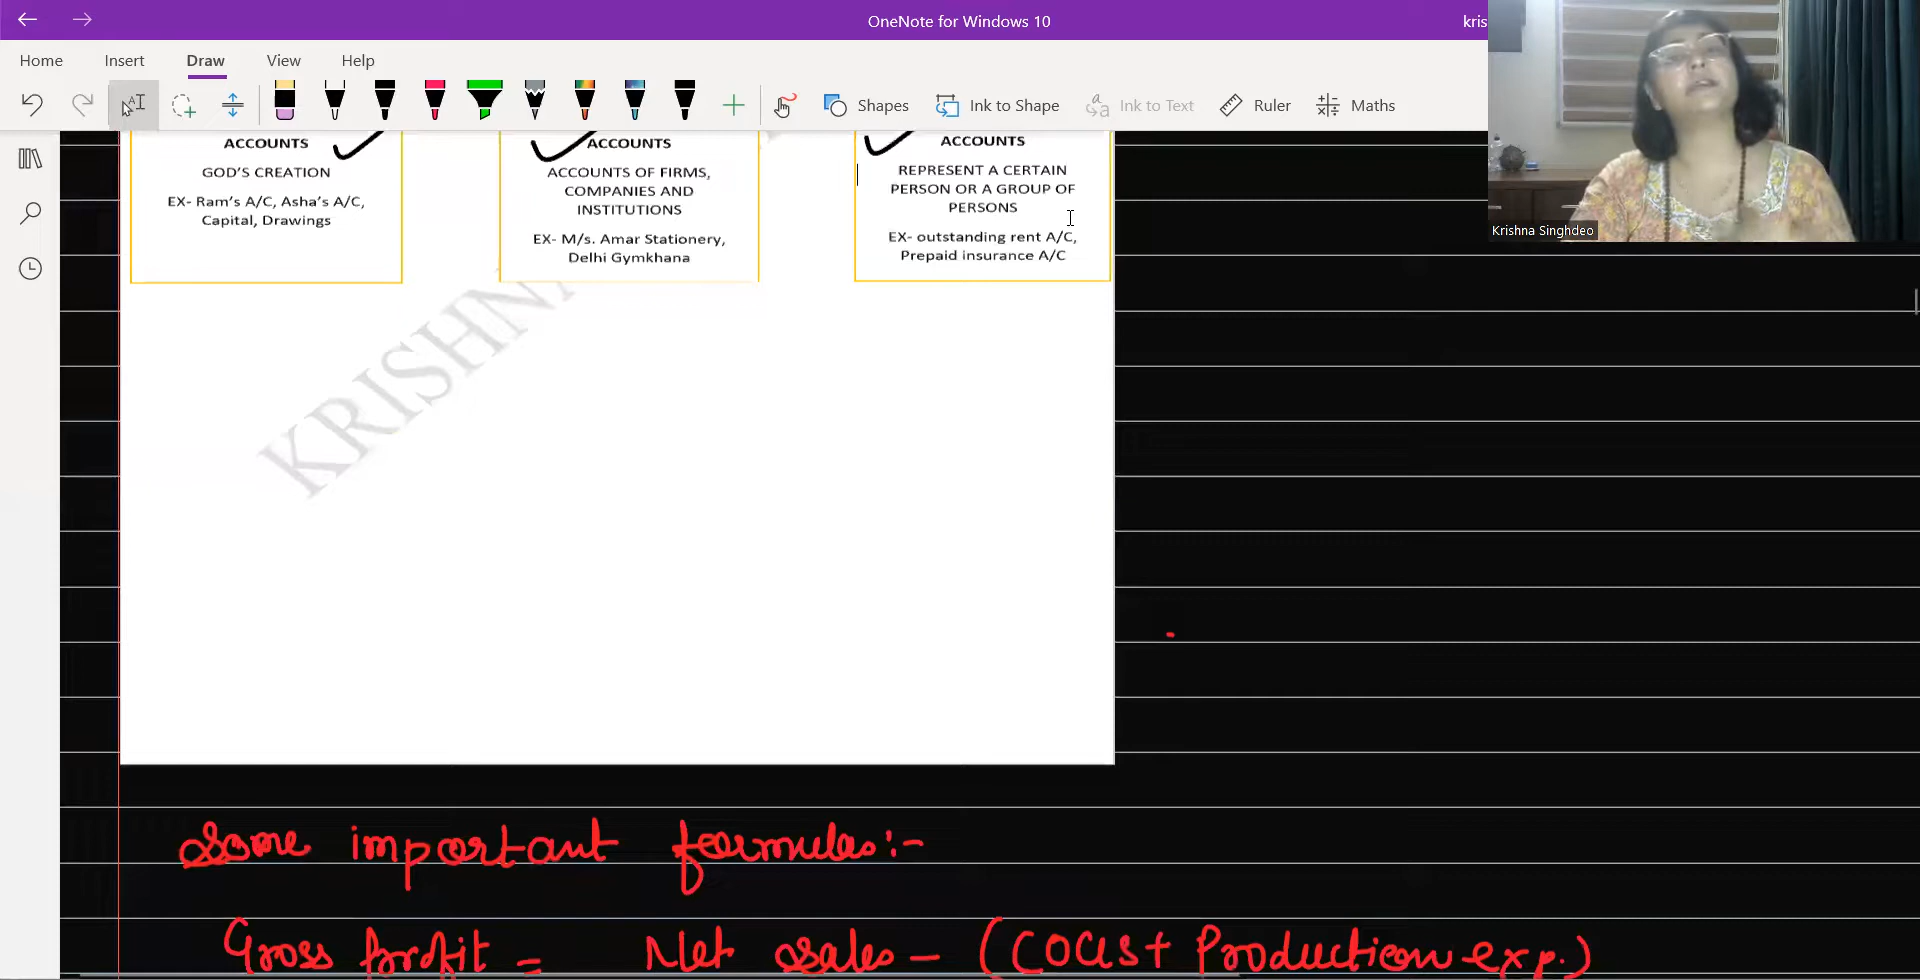 OneNote for Windows 10
kris
Home Insert Draw View Help
Shapes Ink to Shape Ink to Text Ruler Maths
ACCOUNTS
GOD'S CREATION
EX- Ram's A/C, Asha's A/C,
Capital, Drawings
ACCOUNTS
ACCOUNTS OF FIRMS,
COMPANIES AND
INSTITUTIONS
EX- M/s. Amar Stationery,
Delhi Gymkhana
ACCOUNTS
REPRESENT A CERTAIN
PERSON OR A GROUP OF
PERSONS
EX- outstanding rent A/C,
Prepaid insurance A/C
Krishna Singhdeo
KRISHNA
Some important formulas:-
Gross Profit = Net sales - (COGS + Production exp.)